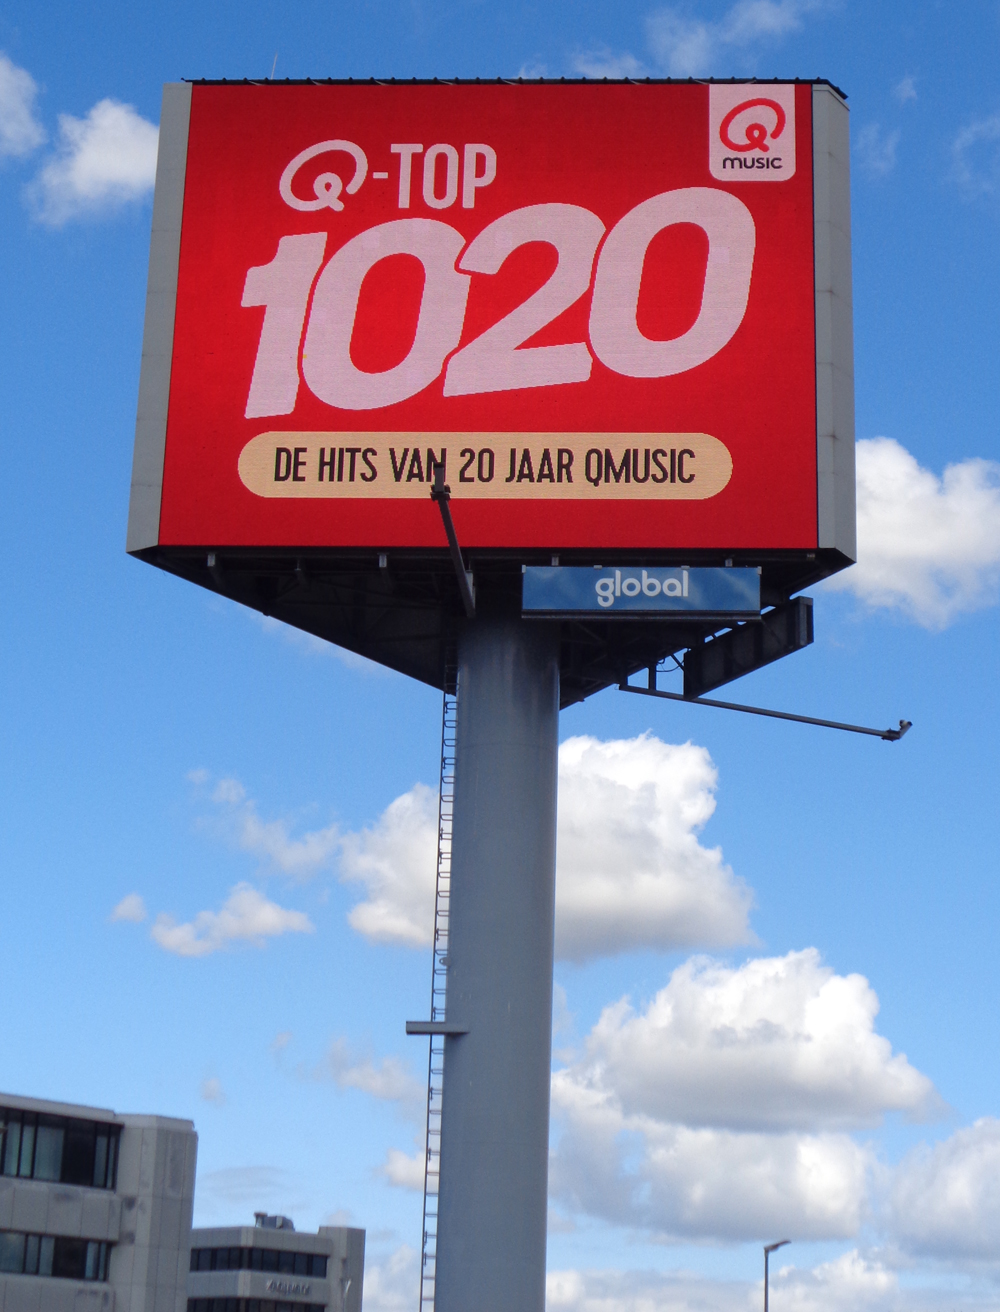 Q-TOP
1020
DE HITS VAN 20 JAAR QMUSIC
Q
MUSIC
global